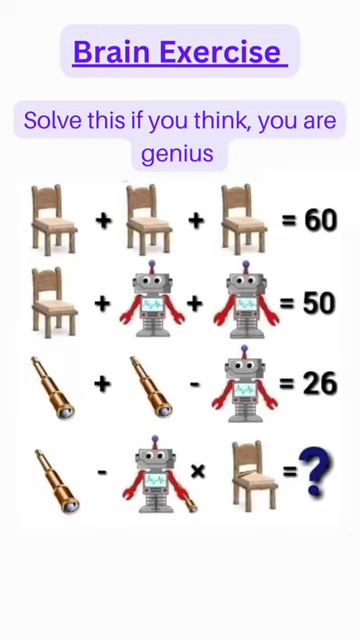 Brain Exercise
Solve this if you think, you are
genius
+ + = 60
+ + = 50
+ - = 26
- × = ?